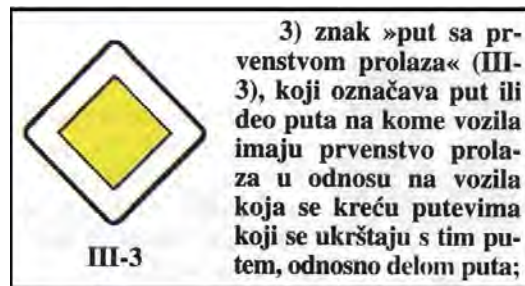 III-3
3) znak »put sa pr-
venstvom prolaza« (III-
3), koji označava put ili
deo puta na kome vozila
imaju prvenstvo prola-
za u odnosu na vozila
koja se kreću putevima
koji se ukrštaju s tim pu-
tem, odnosno delom puta;